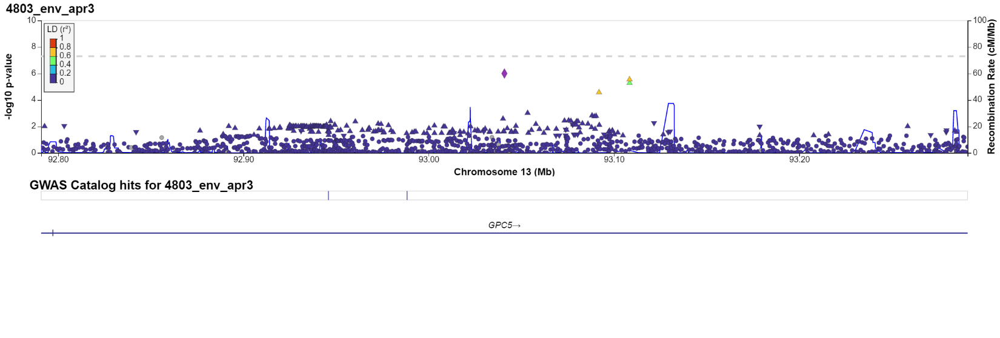 4803_env_apr3
10
8
6
4
2
0
-log10 p-value
LD (r²)
1
0.8
0.6
0.4
0.2
0
100
80
60
40
20
0
Recombination Rate (cM/Mb)
92.80 92.90 93.00 93.10 93.20
Chromosome 13 (Mb)
GWAS Catalog hits for 4803_env_apr3
GPC5→